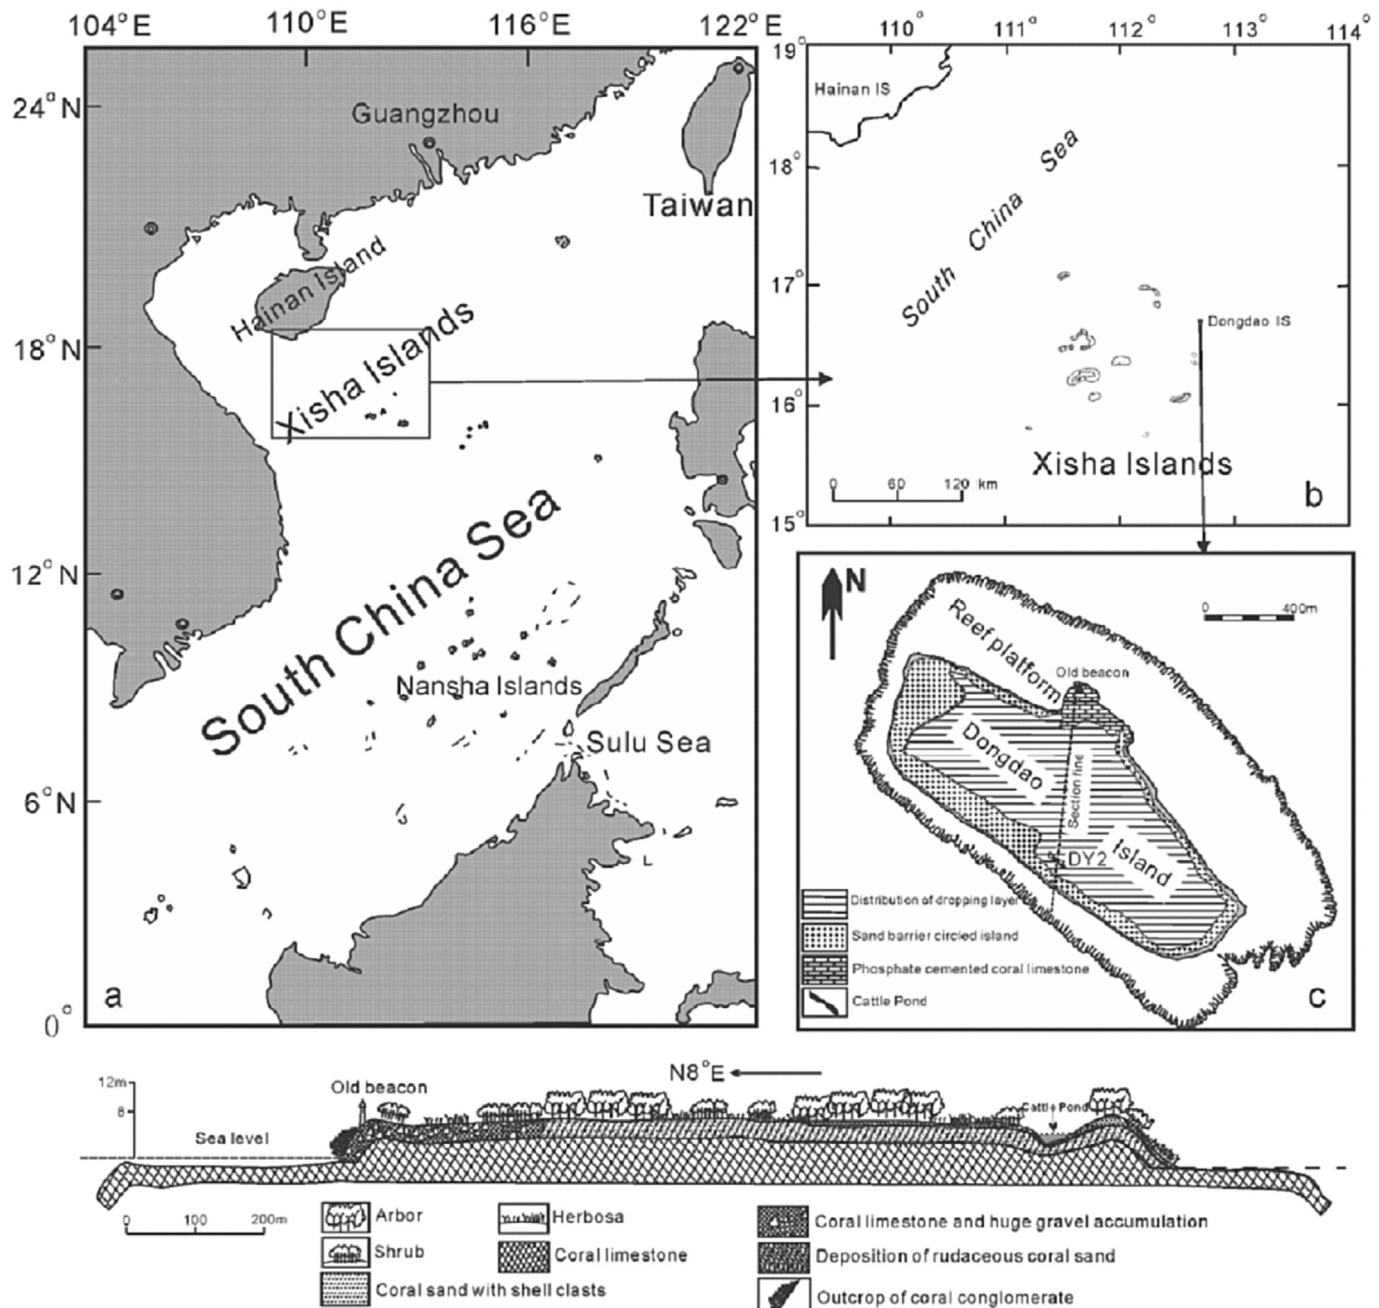 104°E 110°E 116°E 122°E
24°N
18°N
12°N
6°N
0°
Guangzhou
Taiwan
Hainan Island
Xisha Islands
South China Sea
Nansha Islands
Sulu Sea
L
a
110° 111° 112° 113° 114°
19°
18°
17°
16°
15°
Hainan IS
South China Sea
Dongdao IS
Xisha Islands
0 60 120 km
b
N
0 400m
Reef platform
Old beacon
Dongdao
Section line
DY2
Island
Distribution of dropping layer
Sand barrier circled island
Phosphate cemented coral limestone
Cattle Pond
c
N8°E
12m
8
Old beacon
Sea level
Cattle Pond
0 100 200m
Arbor
Shrub
Coral sand with shell clasts
Herbosa
Coral limestone
Coral limestone and huge gravel accumulation
Deposition of rudaceous coral sand
Outcrop of coral conglomerate